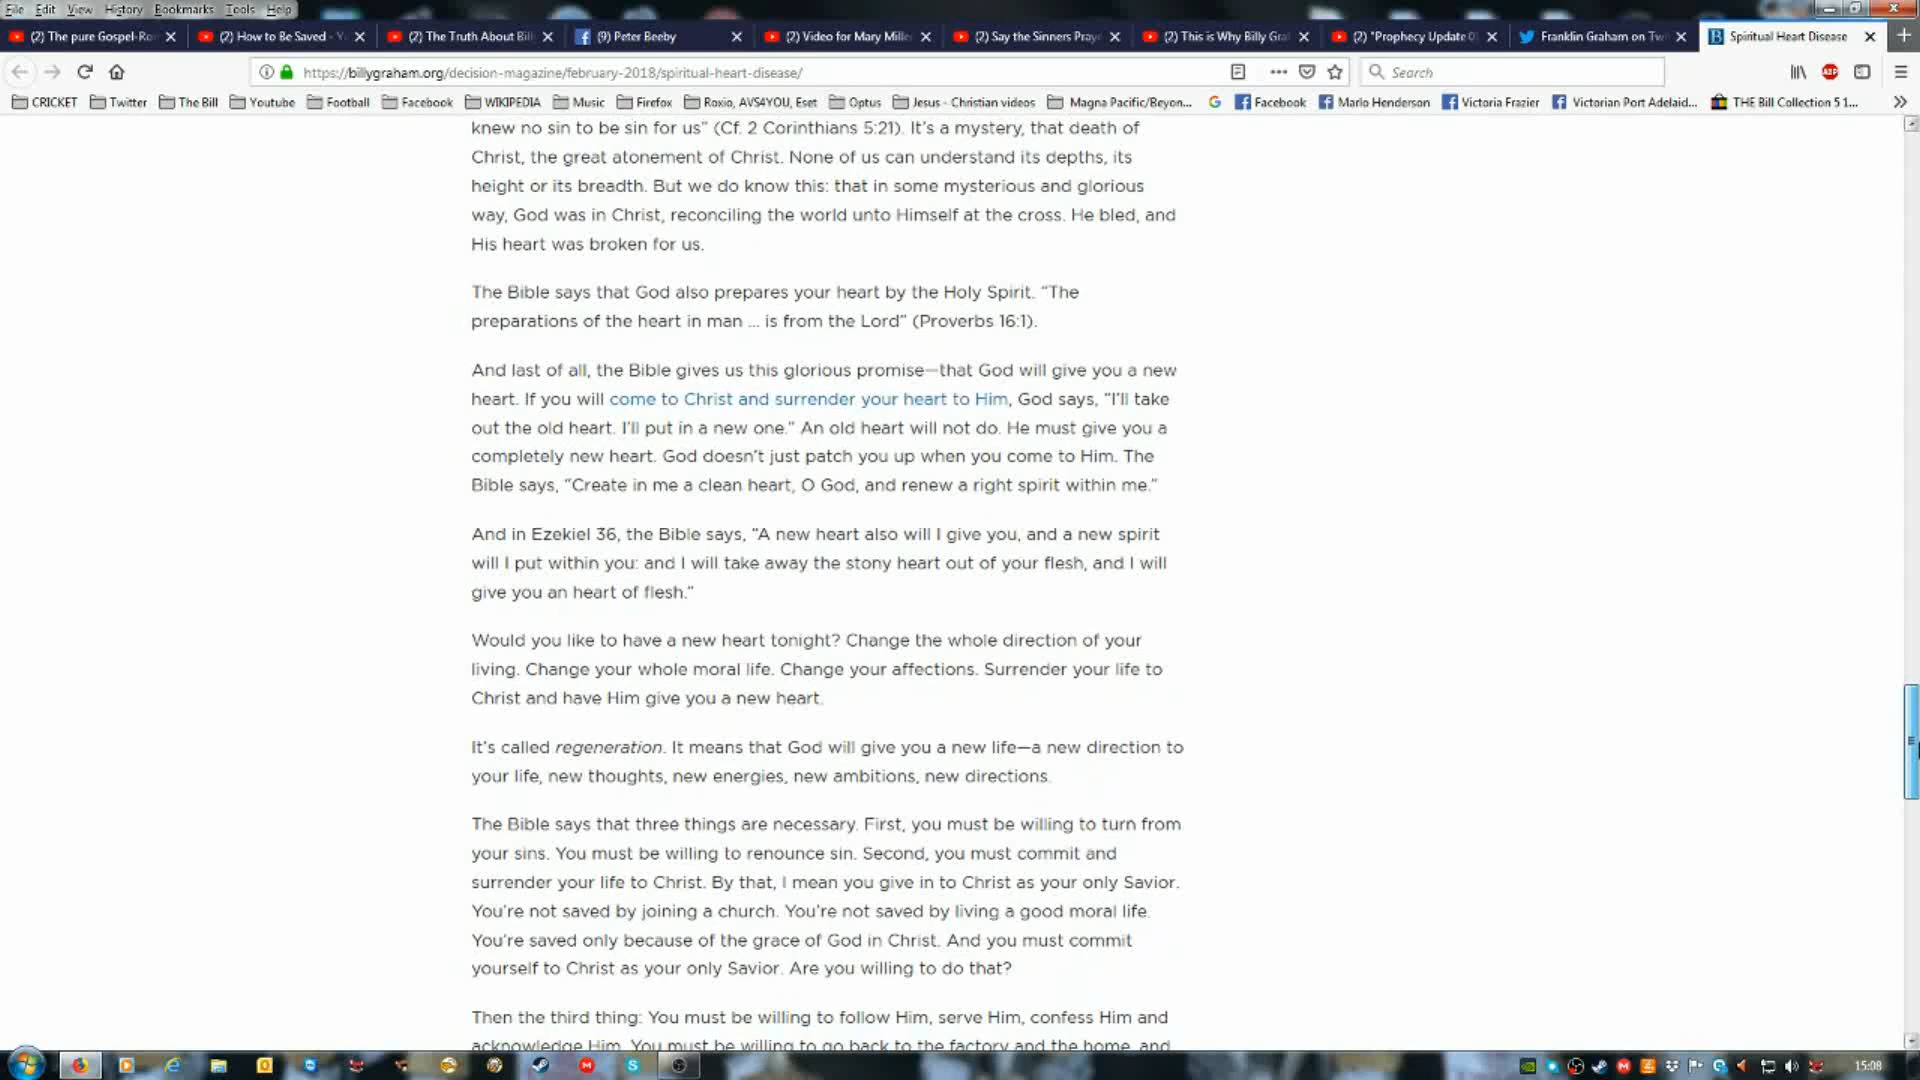 File Edit View History Bookmarks Tools Help
(2) The pure Gospel-Ro
(2) How to Be Saved - Y
(2) The Truth About Bill
(9) Peter Beeby
(2) Video for Mary Mille
(2) Say the Sinners Praye
(2) This is Why Billy Gra
(2) "Prophecy Update 0
Franklin Graham on Tw
Spiritual Heart Disease
https://billygraham.org/decision-magazine/february-2018/spiritual-heart-disease/
Search
ABP
CRICKET Twitter The Bill Youtube Football Facebook WIKIPEDIA Music Firefox Roxio, AVS4YOU, Eset Optus Jesus - Christian videos Magna Pacific/Beyon... Facebook Marlo Henderson Victoria Frazier Victorian Port Adelaid... THE Bill Collection 5 1...
knew no sin to be sin for us” (Cf. 2 Corinthians 5:21). It’s a mystery, that death of
Christ, the great atonement of Christ. None of us can understand its depths, its
height or its breadth. But we do know this: that in some mysterious and glorious
way, God was in Christ, reconciling the world unto Himself at the cross. He bled, and
His heart was broken for us.
The Bible says that God also prepares your heart by the Holy Spirit. “The
preparations of the heart in man ... is from the Lord” (Proverbs 16:1).
And last of all, the Bible gives us this glorious promise—that God will give you a new
heart. If you will come to Christ and surrender your heart to Him, God says, “I’ll take
out the old heart. I’ll put in a new one.” An old heart will not do. He must give you a
completely new heart. God doesn’t just patch you up when you come to Him. The
Bible says, “Create in me a clean heart, O God, and renew a right spirit within me.”
And in Ezekiel 36, the Bible says, “A new heart also will I give you, and a new spirit
will I put within you: and I will take away the stony heart out of your flesh, and I will
give you an heart of flesh.”
Would you like to have a new heart tonight? Change the whole direction of your
living. Change your whole moral life. Change your affections. Surrender your life to
Christ and have Him give you a new heart.
It’s called regeneration. It means that God will give you a new life—a new direction to
your life, new thoughts, new energies, new ambitions, new directions.
The Bible says that three things are necessary. First, you must be willing to turn from
your sins. You must be willing to renounce sin. Second, you must commit and
surrender your life to Christ. By that, I mean you give in to Christ as your only Savior.
You’re not saved by joining a church. You’re not saved by living a good moral life.
You’re saved only because of the grace of God in Christ. And you must commit
yourself to Christ as your only Savior. Are you willing to do that?
Then the third thing: You must be willing to follow Him, serve Him, confess Him and
acknowledge Him. You must be willing to go back to the factory and the home, and
15:08